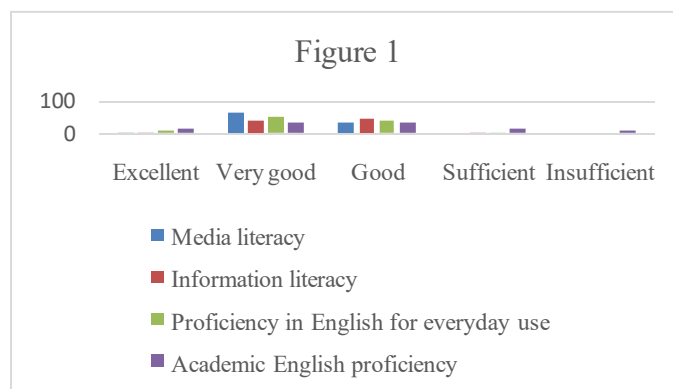 Figure 1
100
0
Excellent Very good Good Sufficient Insufficient
Media literacy
Information literacy
Proficiency in English for everyday use
Academic English proficiency